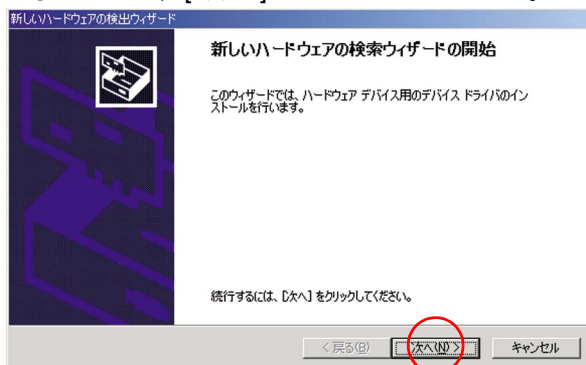 新しいハードウェアの検出ウィザード
新しいハードウェアの検索ウィザードの開始
このウィザードでは、ハードウェア デバイス用のデバイス ドライバのイン
ストールを行います。
続行するには、[次へ] をクリックしてください。
< 戻る(B)
次へ(N) >
キャンセル